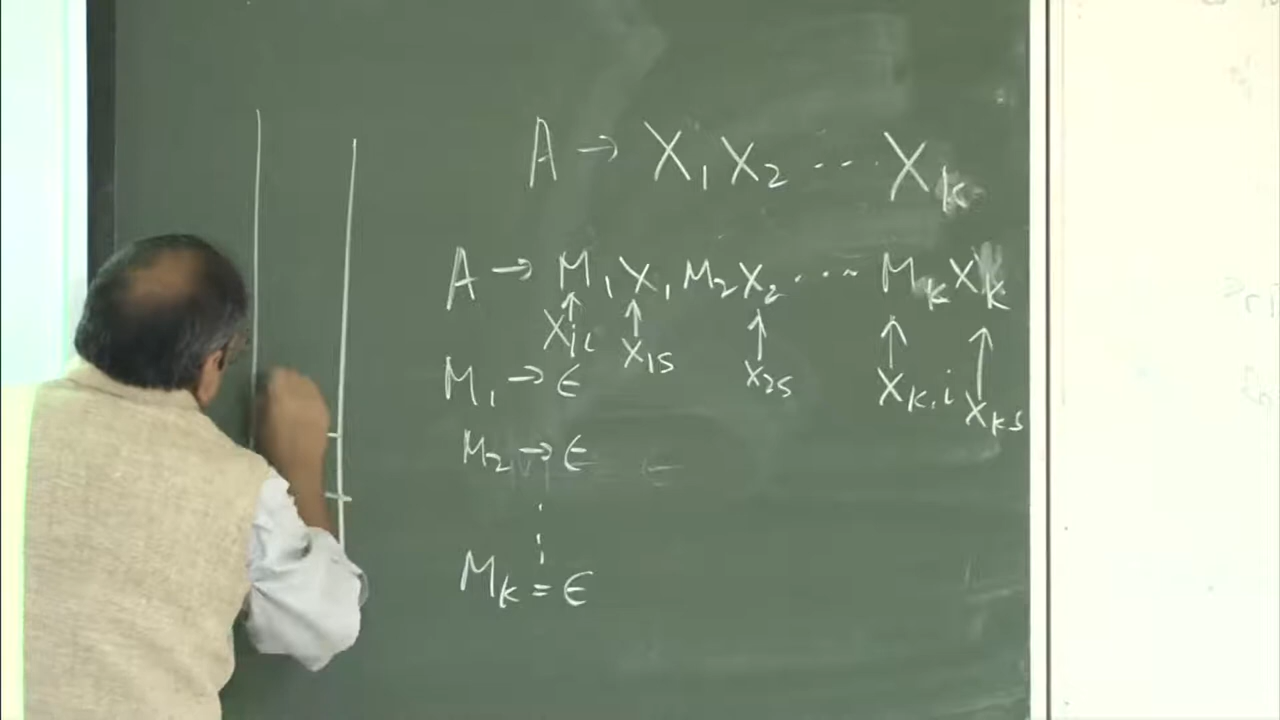 A → X₁ X₂ ... X_k
A → M₁ X₁ M₂ X₂ ... M_k X_k
↑ ↑ ↑ ↑ ↑
X₁ᵢ X₁s X₂s X_k.i X_ks
M₁ → ϵ
M₂ → ϵ
⋮
M_k = ϵ